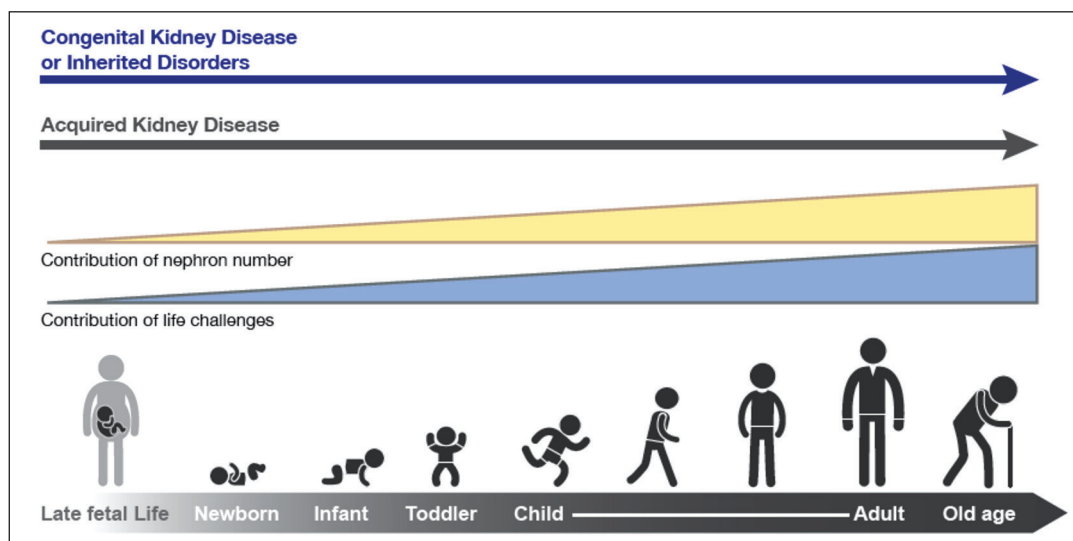 Congenital Kidney Disease
or Inherited Disorders
Acquired Kidney Disease
Contribution of nephron number
Contribution of life challenges
Late fetal Life Newborn Infant Toddler Child Adult Old age